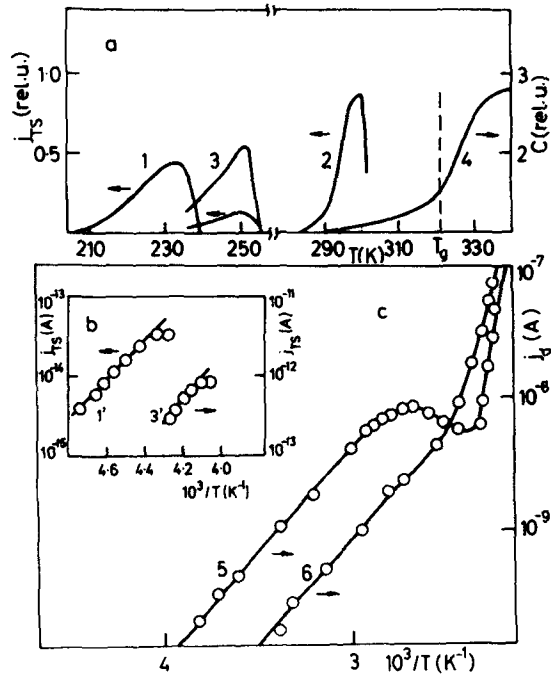 a
j_TS (rel.u.)
1.0
0.5
C (rel.u.)
3
2
1
1
3
2
4
210
230
250
290
T(K)
310
T_g
330
b
j_TS (A)
10^-13
10^-14
10^-15
j_TS (A)
10^-11
10^-12
10^-13
1'
3'
4.6
4.4
4.2
4.0
10^3/T (K^-1)
c
j_d (A)
10^-7
10^-8
10^-9
5
6
4
3
10^3/T (K^-1)